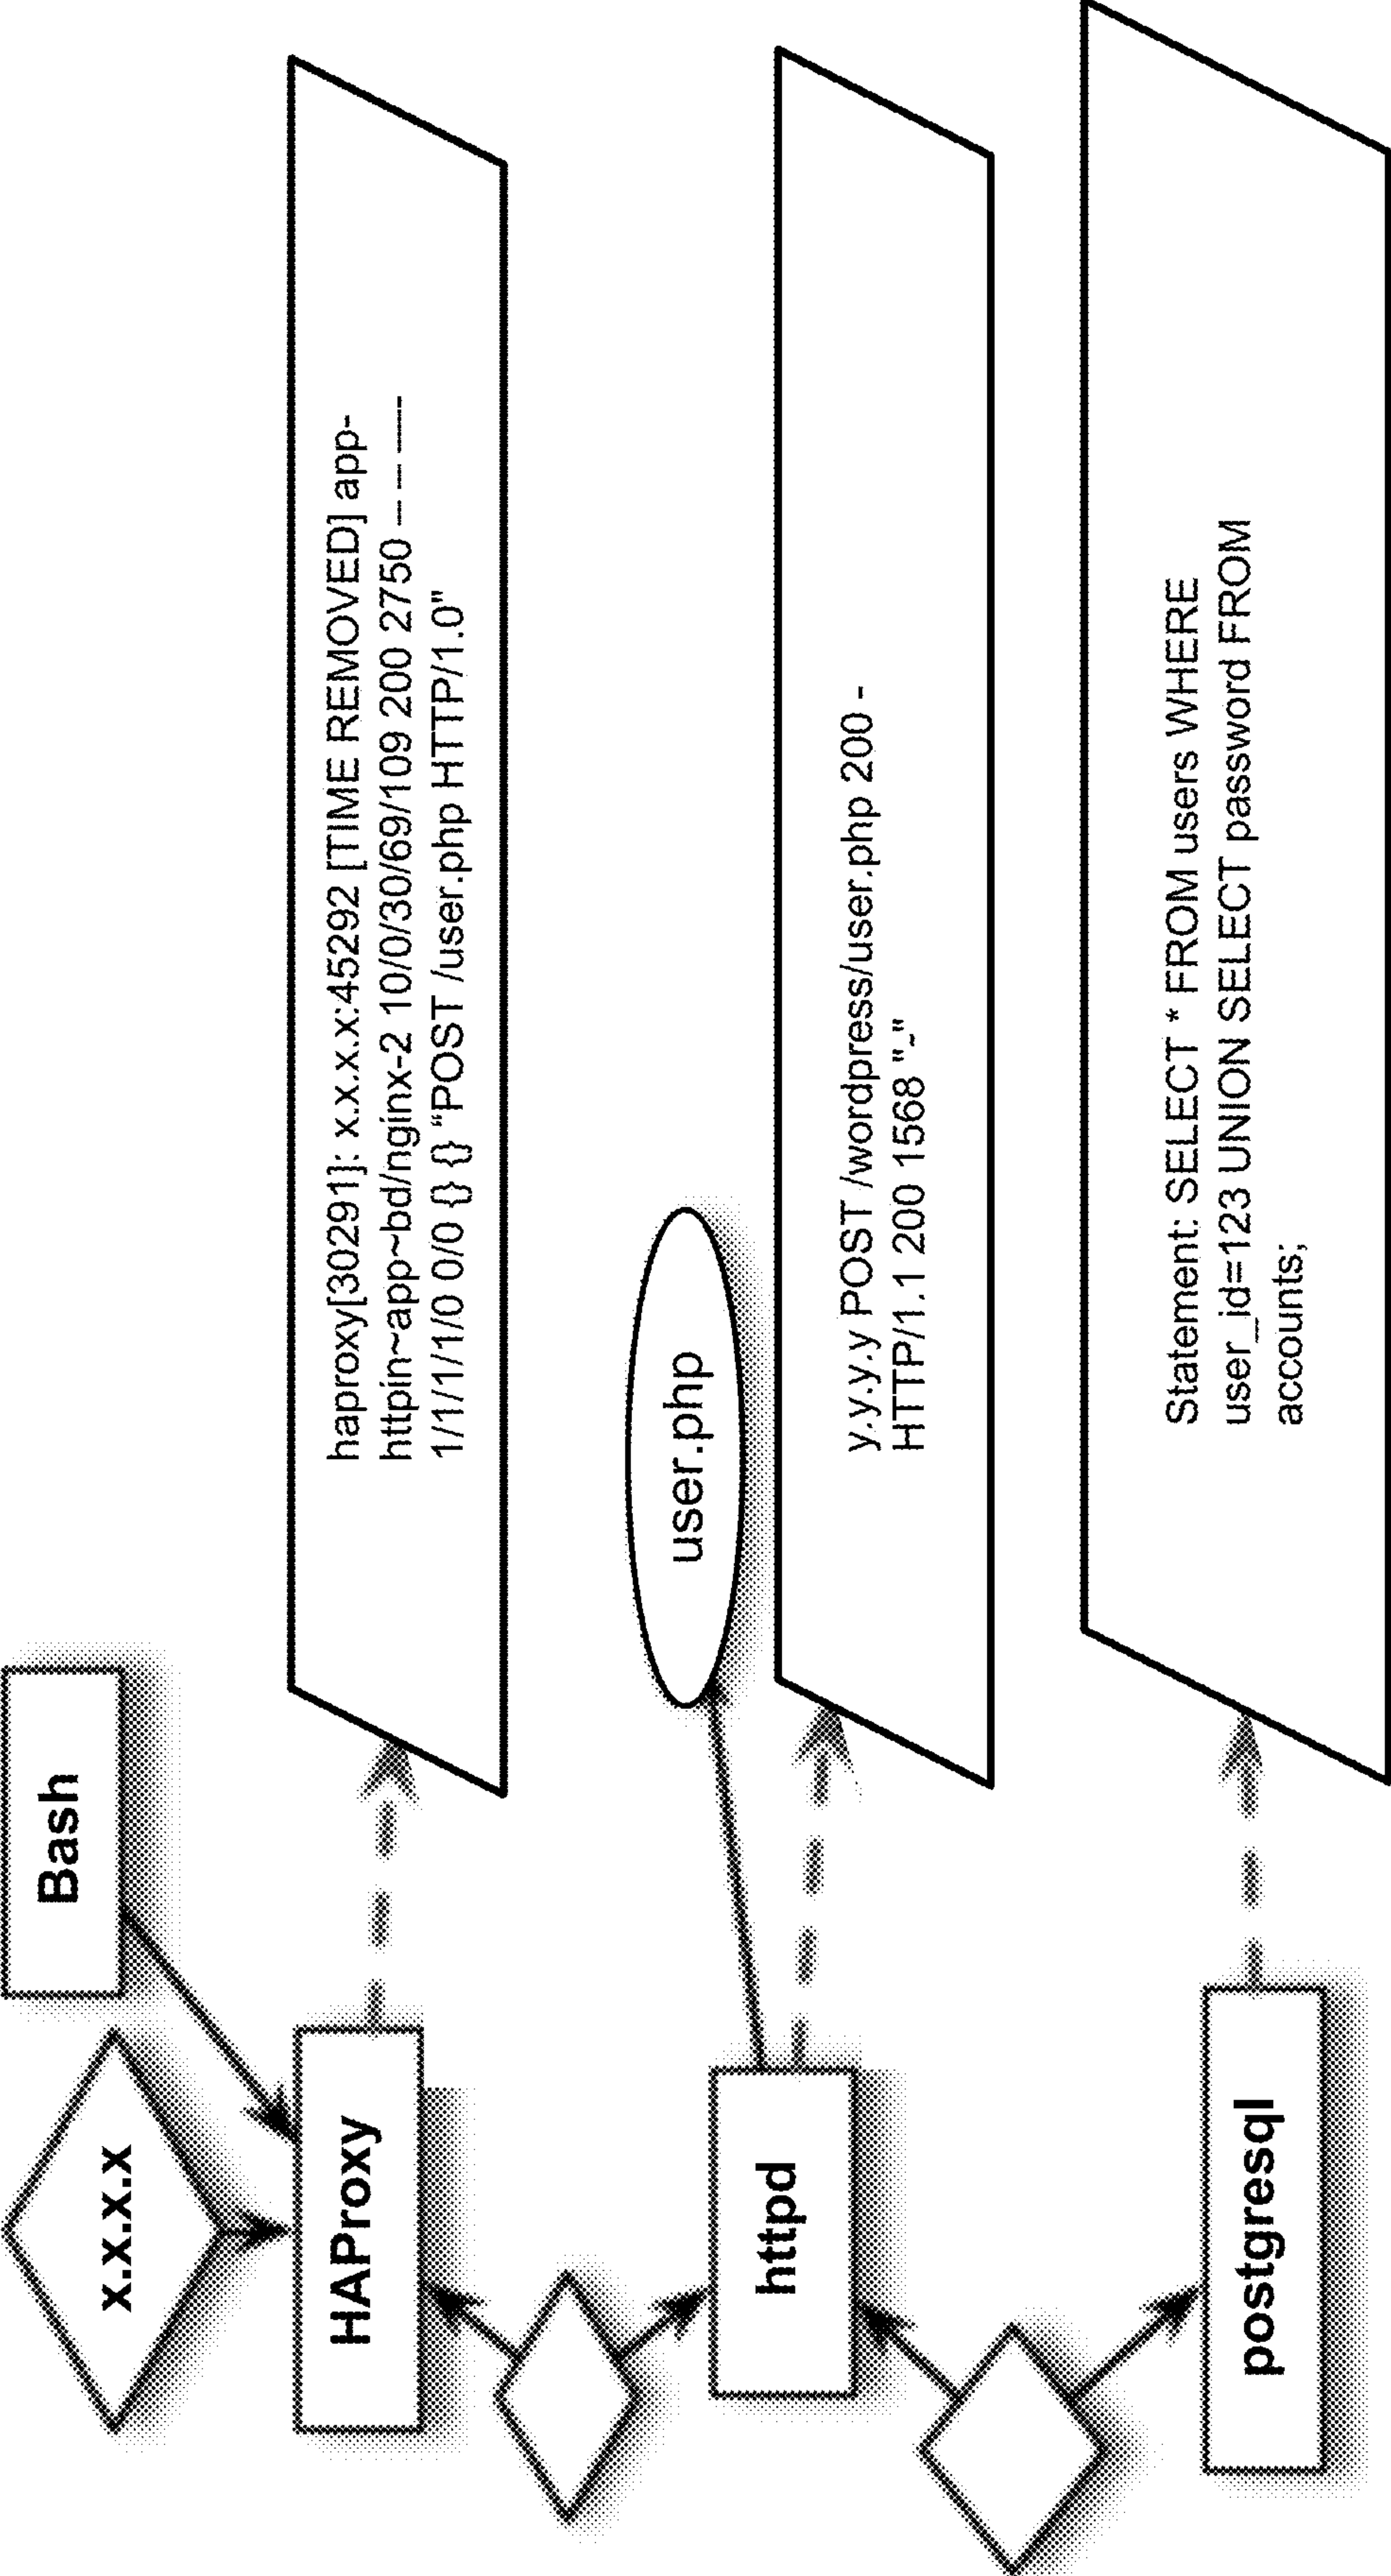 Bash
x.x.x.x
HAProxy
haproxy[30291]: x.x.x.x:45292 [TIME REMOVED] app-
httpin~app~bd/nginx-2 10/0/30/69/109 200 2750 – – — ––
1/1/1/1/0 0/0 {} {} “POST /user.php HTTP/1.0"
user.php
httpd
y.y.y.y POST /wordpress/user.php 200 -
HTTP/1.1 200 1568 "-"
postgresql
Statement: SELECT * FROM users WHERE
user_id=123 UNION SELECT password FROM
accounts;